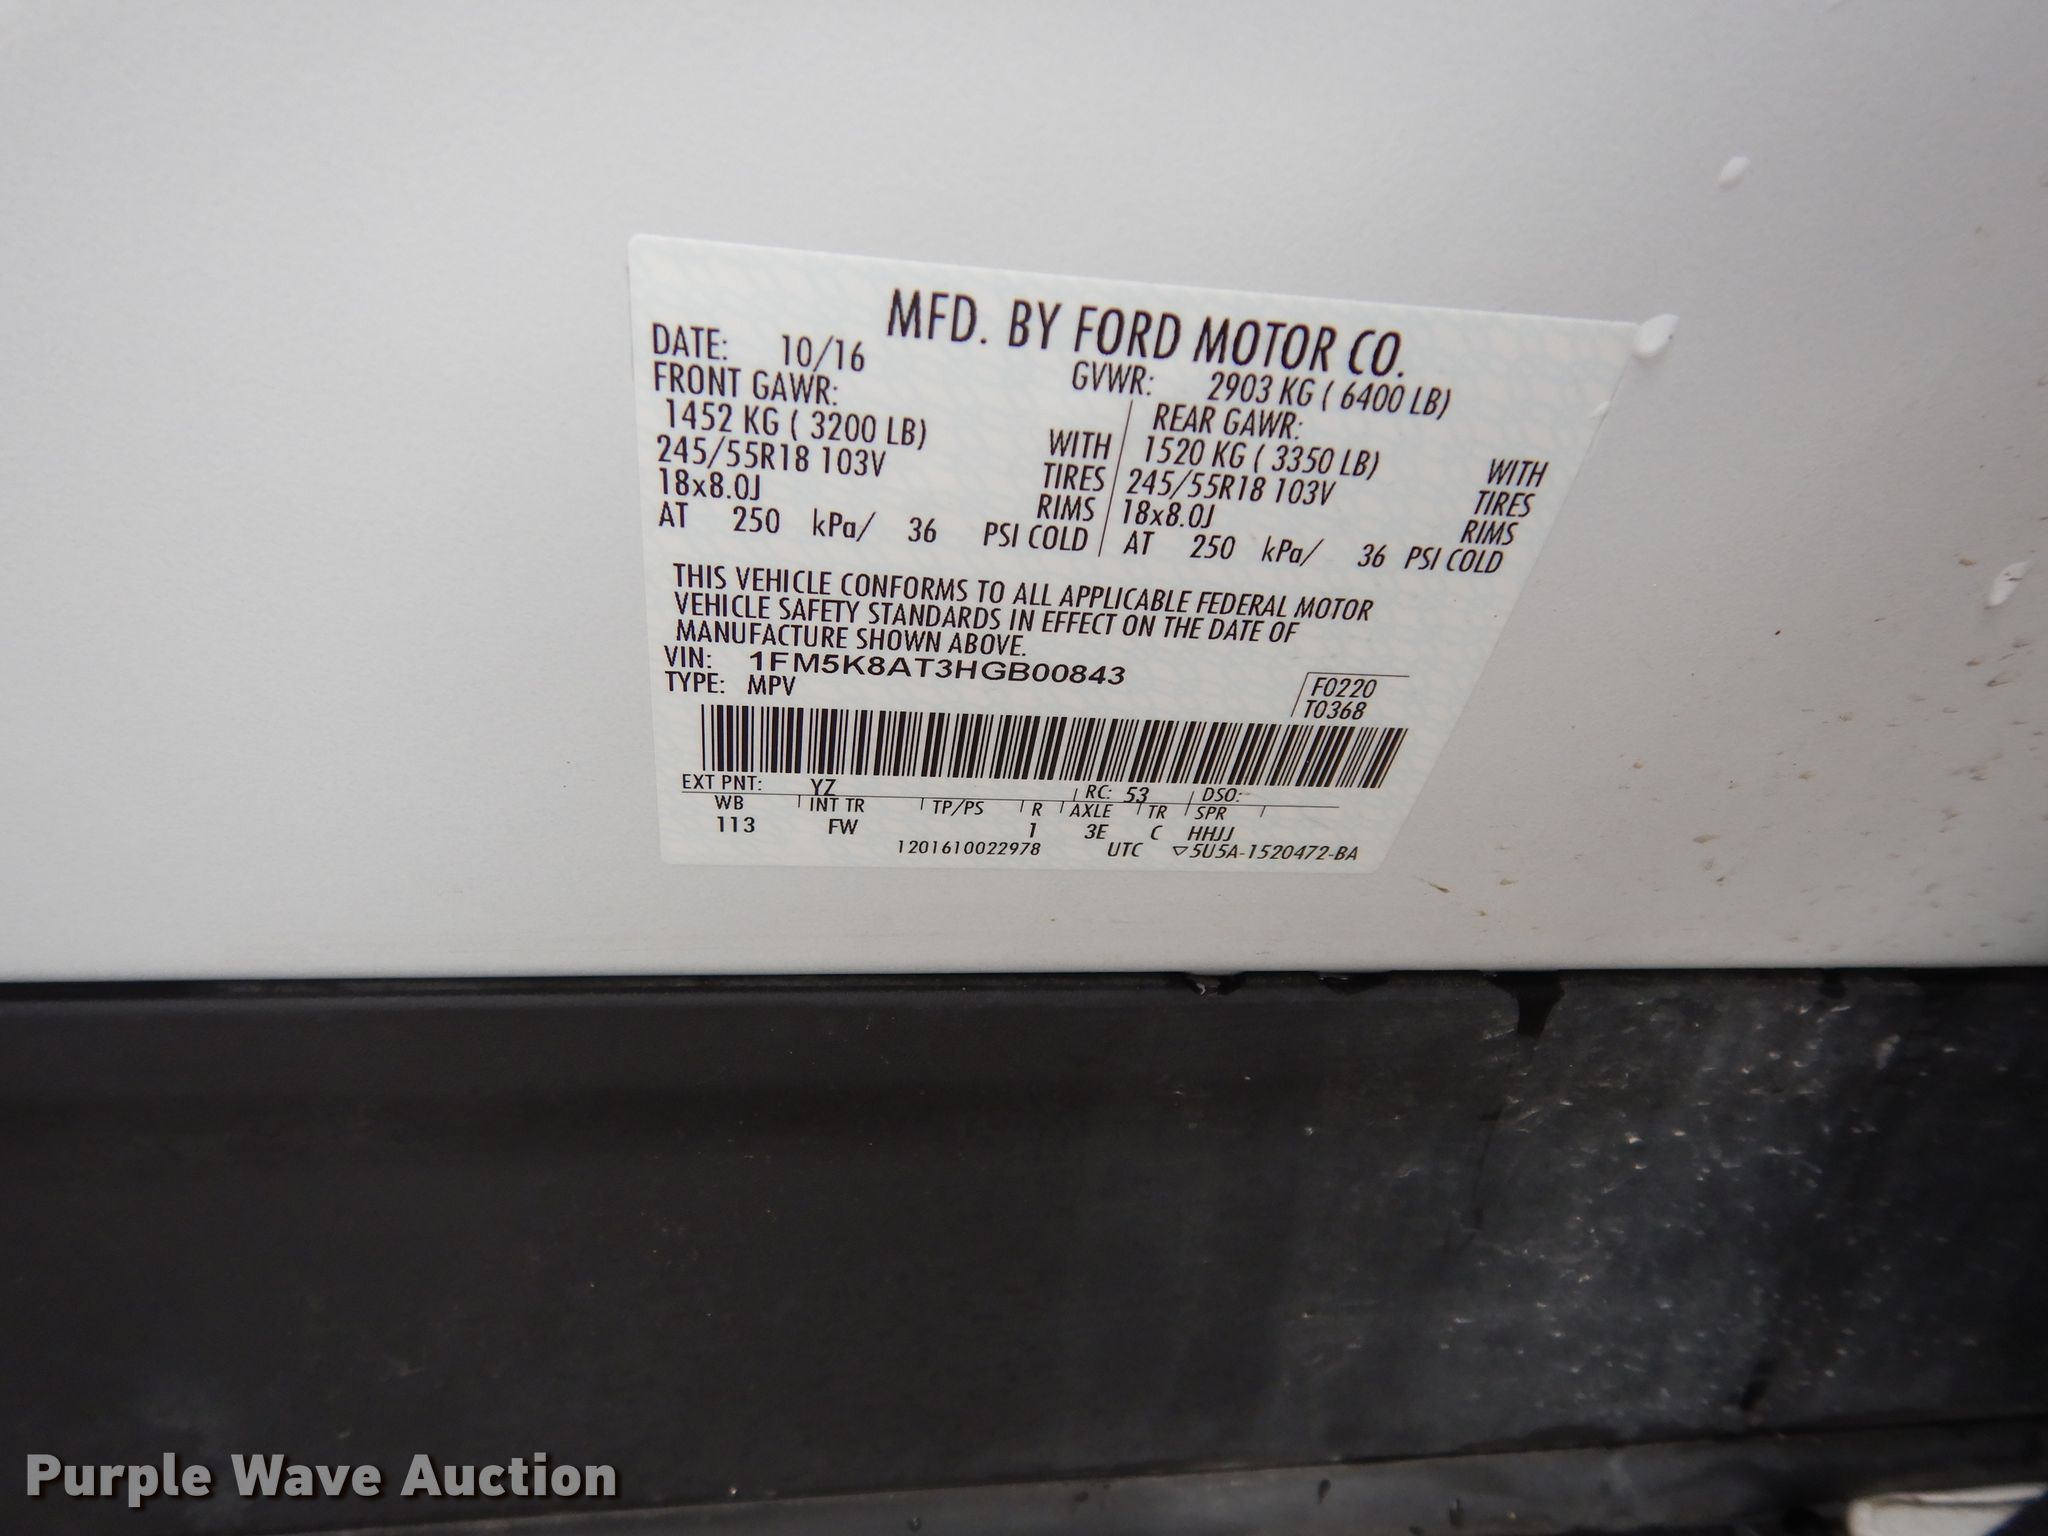 MFD. BY FORD MOTOR CO.
DATE: 10/16 GVWR: 2903 KG ( 6400 LB)
FRONT GAWR: REAR GAWR:
1452 KG ( 3200 LB) WITH 1520 KG ( 3350 LB) WITH
245/55R18 103V TIRES 245/55R18 103V TIRES
18x8.0J RIMS 18x8.0J RIMS
AT 250 kPa/ 36 PSI COLD AT 250 kPa/ 36 PSI COLD
THIS VEHICLE CONFORMS TO ALL APPLICABLE FEDERAL MOTOR
VEHICLE SAFETY STANDARDS IN EFFECT ON THE DATE OF
MANUFACTURE SHOWN ABOVE.
VIN: 1FM5K8AT3HGB00843
TYPE: MPV F0220
T0368
EXT PNT: YZ RC: 53 DSO:
WB INT TR TP/PS R AXLE TR SPR
113 FW 1 3E C HHJJ
1201610022978 UTC ▽5U5A-1520472-BA
Purple Wave Auction